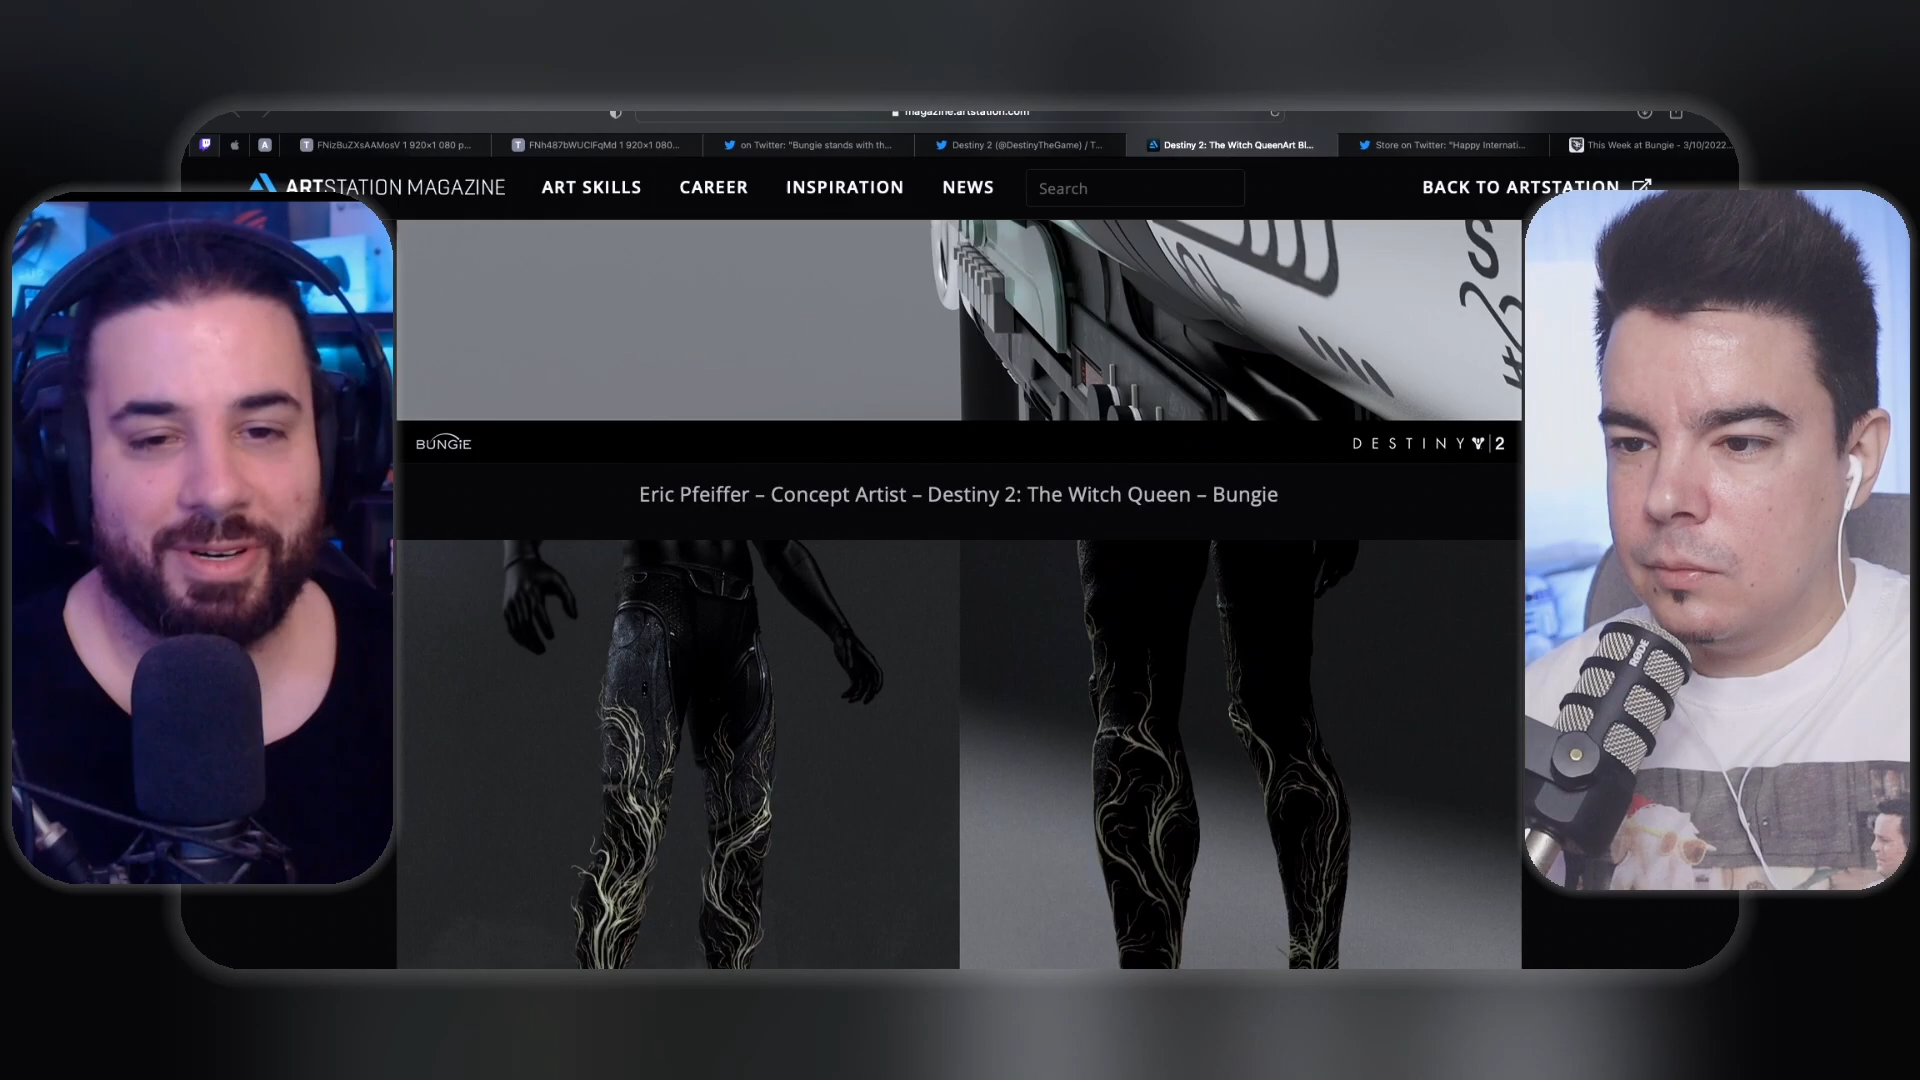 magazine.artstation.com
FNizBuZXsAAMosV 1 920×1 080 p...
FNh487bWUCIFqMd 1 920×1 080...
on Twitter: "Bungie stands with th...
Destiny 2 (@DestinyTheGame) / T...
Destiny 2: The Witch QueenArt Bl...
Store on Twitter: "Happy Internati...
This Week at Bungie - 3/10/2022...
ARTSTATION MAGAZINE
ART SKILLS
CAREER
INSPIRATION
NEWS
Search
BACK TO ARTSTATION
BUNGiE
DESTINY 2
Eric Pfeiffer – Concept Artist – Destiny 2: The Witch Queen – Bungie
RØDE